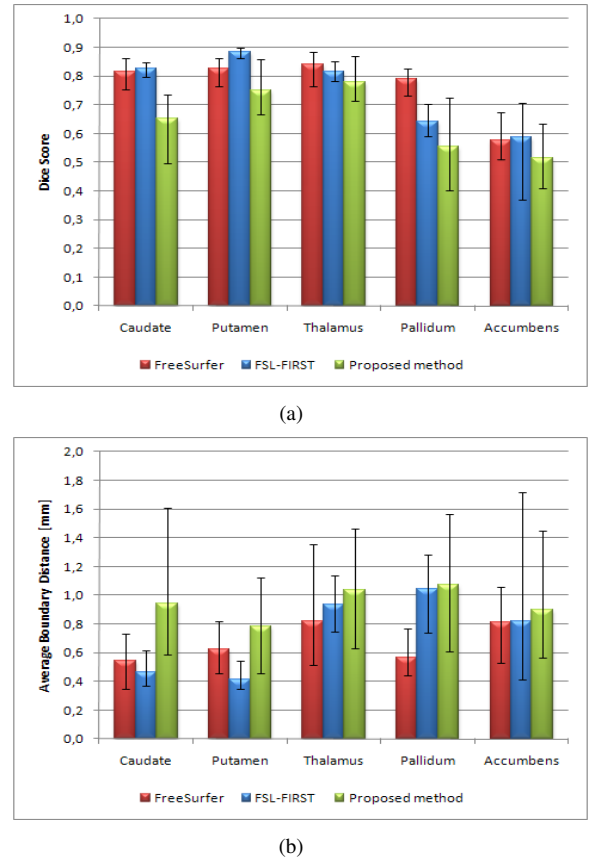 1,0
0,9
0,8
0,7
0,6
0,5
0,4
0,3
0,2
0,1
0,0
Dice Score
Caudate Putamen Thalamus Pallidum Accumbens
FreeSurfer FSL-FIRST Proposed method
(a)
2,0
1,8
1,6
1,4
1,2
1,0
0,8
0,6
0,4
0,2
0,0
Average Boundary Distance [mm]
Caudate Putamen Thalamus Pallidum Accumbens
FreeSurfer FSL-FIRST Proposed method
(b)